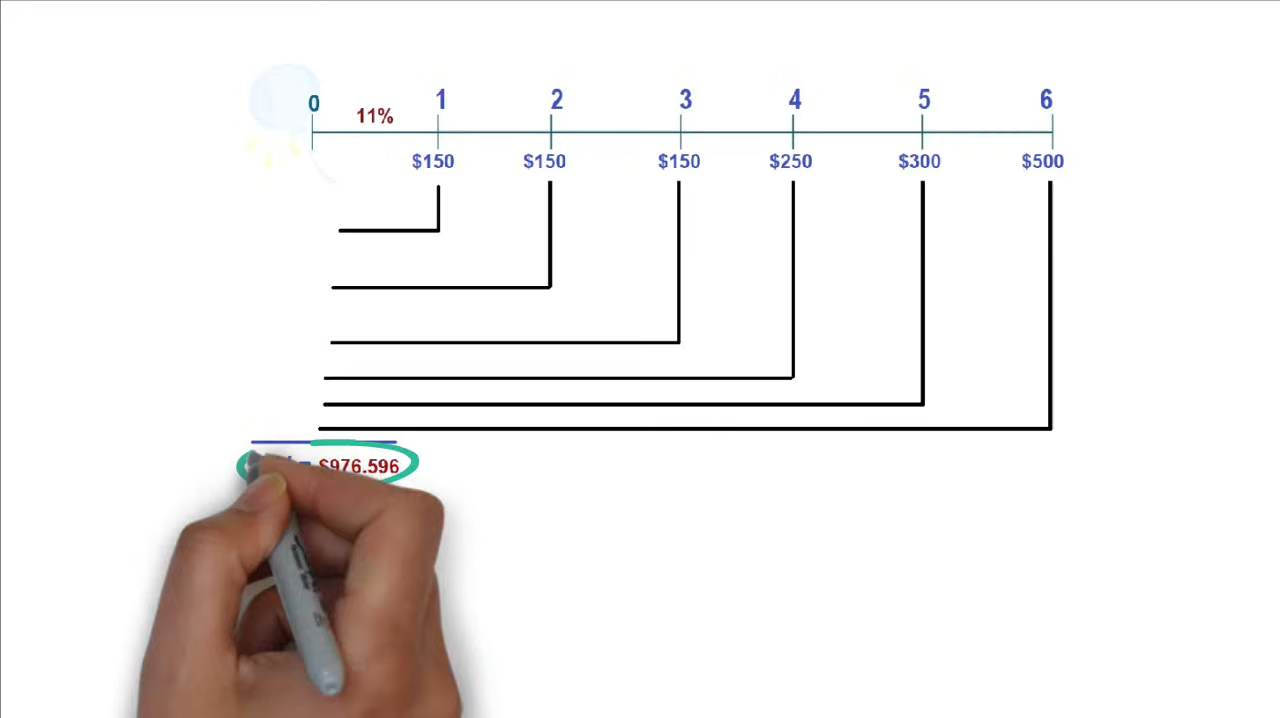 0 1 2 3 4 5 6
11%
$150 $150 $150 $250 $300 $500
= $976.596